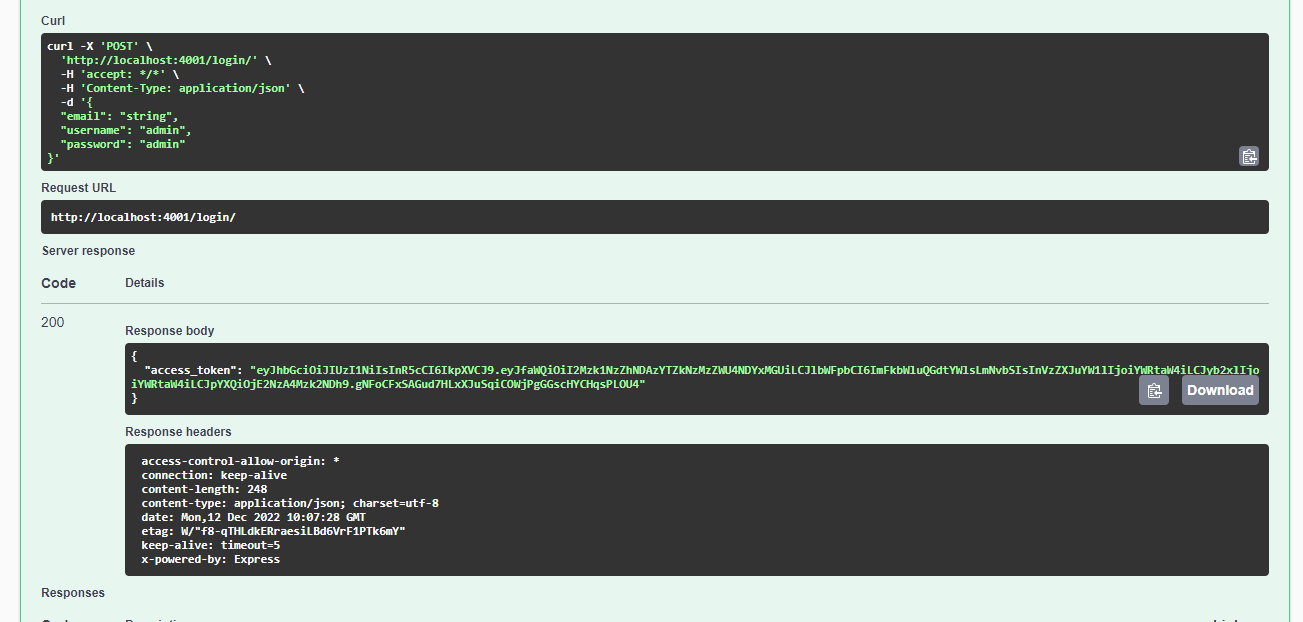 Curl
curl -X 'POST' \
'http://localhost:4001/login/' \
-H 'accept: */*' \
-H 'Content-Type: application/json' \
-d '{
"email": "string",
"username": "admin",
"password": "admin"
}'
Request URL
http://localhost:4001/login/
Server response
Code Details
200
Response body
{
"access_token": "eyJhbGciOiJIUzI1NiIsInR5cCI6IkpXVCJ9.eyJfaWQiOiI2Mzk1NzZhNDAzYTZkNzMzZWU4NDYxMGUiLCJlbWFpbCI6ImFkbWluQGdtYWlsLmNvbSIsInVzZXJuYW1lIjoiYWRtaW4iLCJyb2xlIjo
iYWRtaW4iLCJpYXQiOjE2NzA4Mzk2NDh9.gNFoCFxSAGud7HLxXJuSqiCOWjPgGGscHYCHqsPLOU4"
}
Download
Response headers
access-control-allow-origin: *
connection: keep-alive
content-length: 248
content-type: application/json; charset=utf-8
date: Mon,12 Dec 2022 10:07:28 GMT
etag: W/"f8-qTHLdkERraesiLBd6VrF1PTk6mY"
keep-alive: timeout=5
x-powered-by: Express
Responses